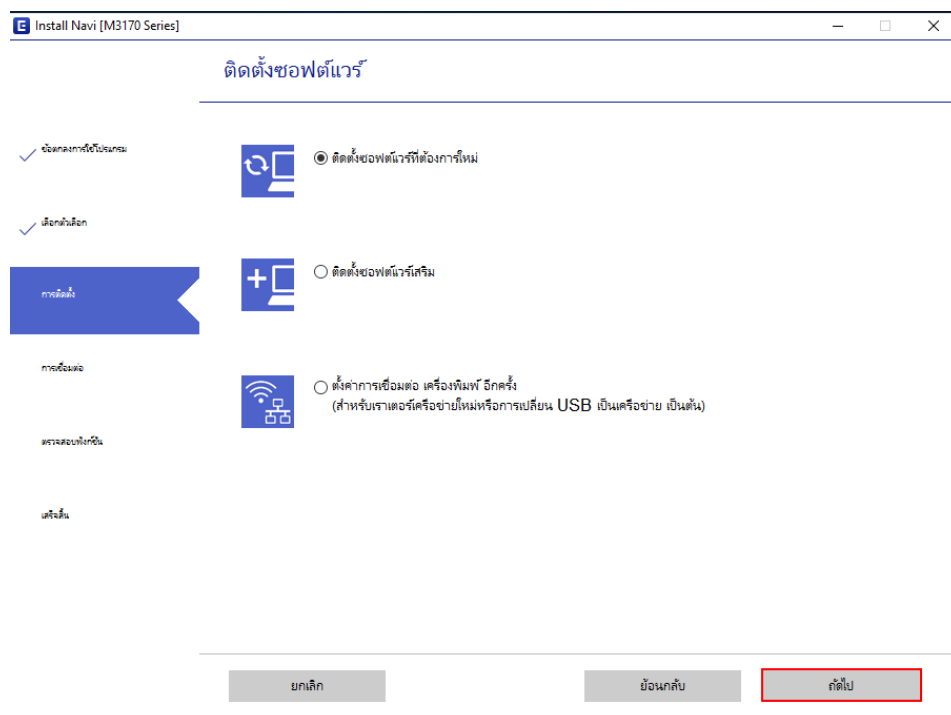 Install Navi [M3170 Series]
ติดตั้งซอฟต์แวร์
ข้อตกลงการใช้โปรแกรม
เลือกตัวเลือก
การติดตั้ง
การเชื่อมต่อ
ตรวจสอบฟังก์ชัน
เสร็จสิ้น
ติดตั้งซอฟต์แวร์ที่ต้องการใหม่
ติดตั้งซอฟต์แวร์เสริม
ตั้งค่าการเชื่อมต่อ เครื่องพิมพ์ อีกครั้ง
(สำหรับเราเตอร์เครือข่ายใหม่หรือการเปลี่ยน USB เป็นเครือข่าย เป็นต้น)
ยกเลิก
ย้อนกลับ
ถัดไป